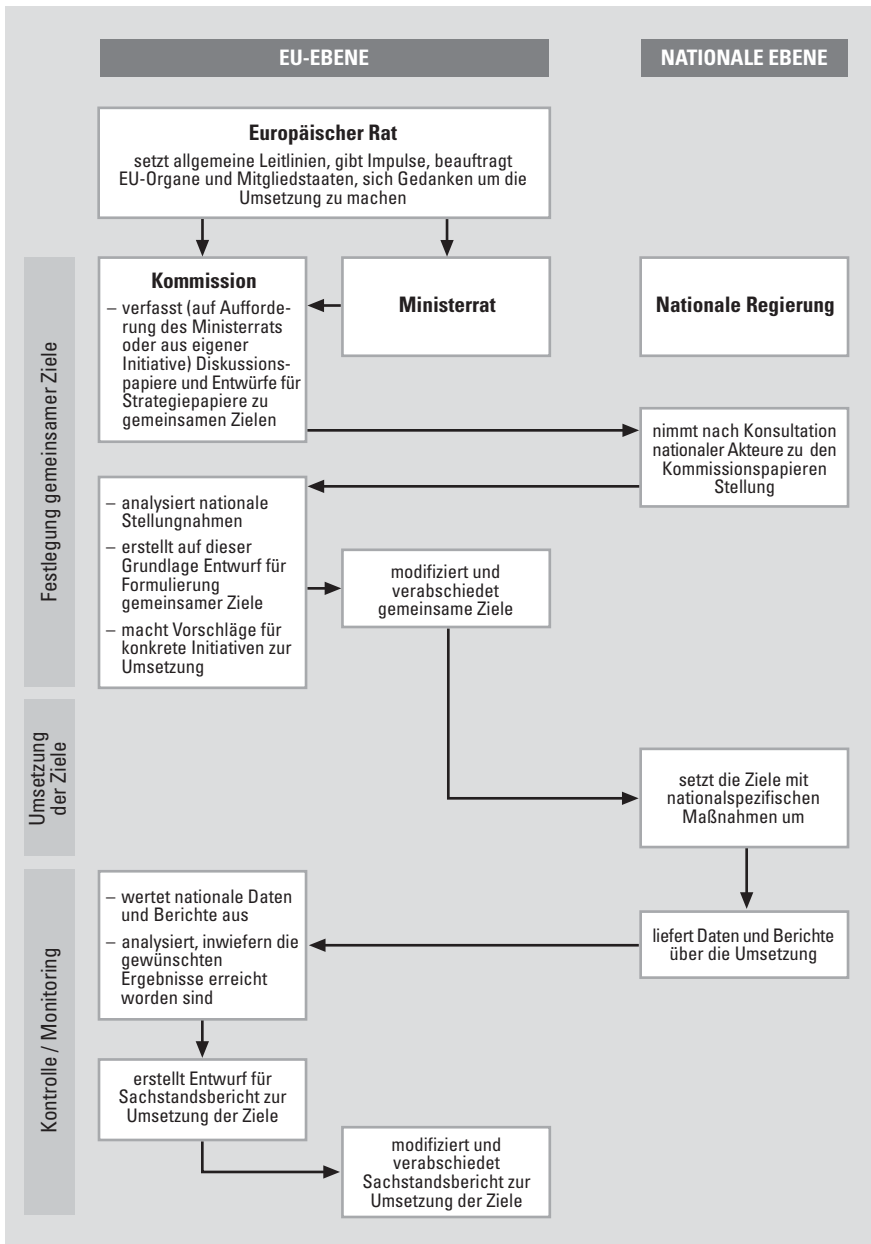 EU-EBENE
NATIONALE EBENE
Europäischer Rat
setzt allgemeine Leitlinien, gibt Impulse, beauftragt
EU-Organe und Mitgliedstaaten, sich Gedanken um die
Umsetzung zu machen
Festlegung gemeinsamer Ziele
Kommission
– verfasst (auf Aufforde-
rung des Ministerrats
oder aus eigener
Initiative) Diskussions-
papiere und Entwürfe für
Strategiepapiere zu
gemeinsamen Zielen
Ministerrat
Nationale Regierung
nimmt nach Konsultation
nationaler Akteure zu den
Kommissionspapieren
Stellung
– analysiert nationale
Stellungnahmen
– erstellt auf dieser
Grundlage Entwurf für
Formulierung
gemeinsamer Ziele
– macht Vorschläge für
konkrete Initiativen zur
Umsetzung
modifiziert und
verabschiedet
gemeinsame Ziele
Umsetzung
der Ziele
setzt die Ziele mit
nationalspezifischen
Maßnahmen um
Kontrolle / Monitoring
– wertet nationale Daten
und Berichte aus
– analysiert, inwiefern die
gewünschten
Ergebnisse erreicht
worden sind
liefert Daten und Berichte
über die Umsetzung
erstellt Entwurf für
Sachstandsbericht zur
Umsetzung der Ziele
modifiziert und
verabschiedet
Sachstandsbericht zur
Umsetzung der Ziele